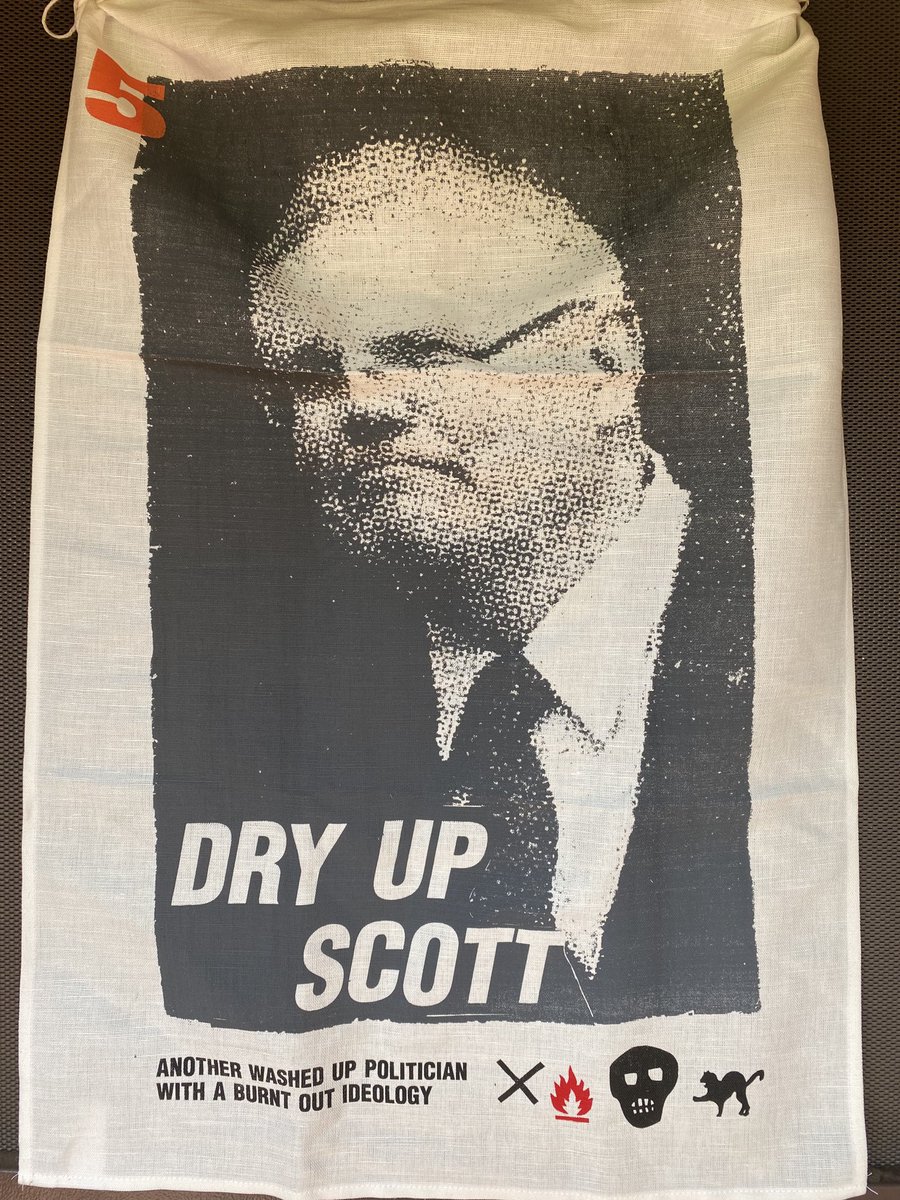 5
DRY UP
SCOTT
ANOTHER WASHED UP POLITICIAN
WITH A BURNT OUT IDEOLOGY